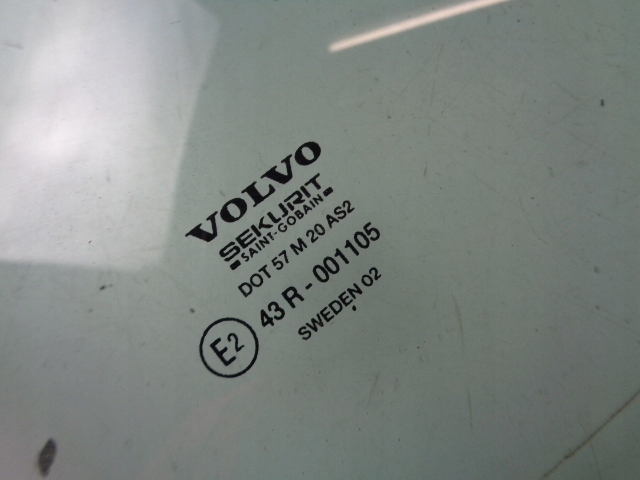 VOLVO
SEKURIT
SAINT-GOBAIN
DOT 57 M 20 AS2
43 R - 001105
E2
SWEDEN 02